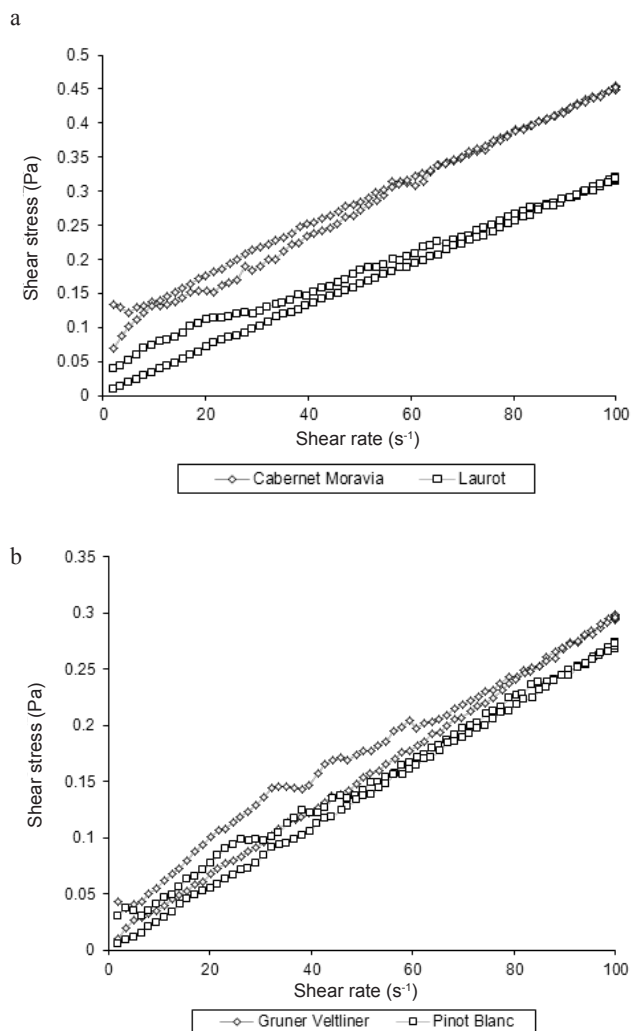 a
0.5
0.45
0.4
0.35
0.3
0.25
0.2
0.15
0.1
0.05
0
Shear stress (Pa)
0 20 40 60 80 100
Shear rate (s⁻¹)
Cabernet Moravia Laurot
b
0.35
0.3
0.25
0.2
0.15
0.1
0.05
0
Shear stress (Pa)
0 20 40 60 80 100
Shear rate (s⁻¹)
Gruner Veltliner Pinot Blanc